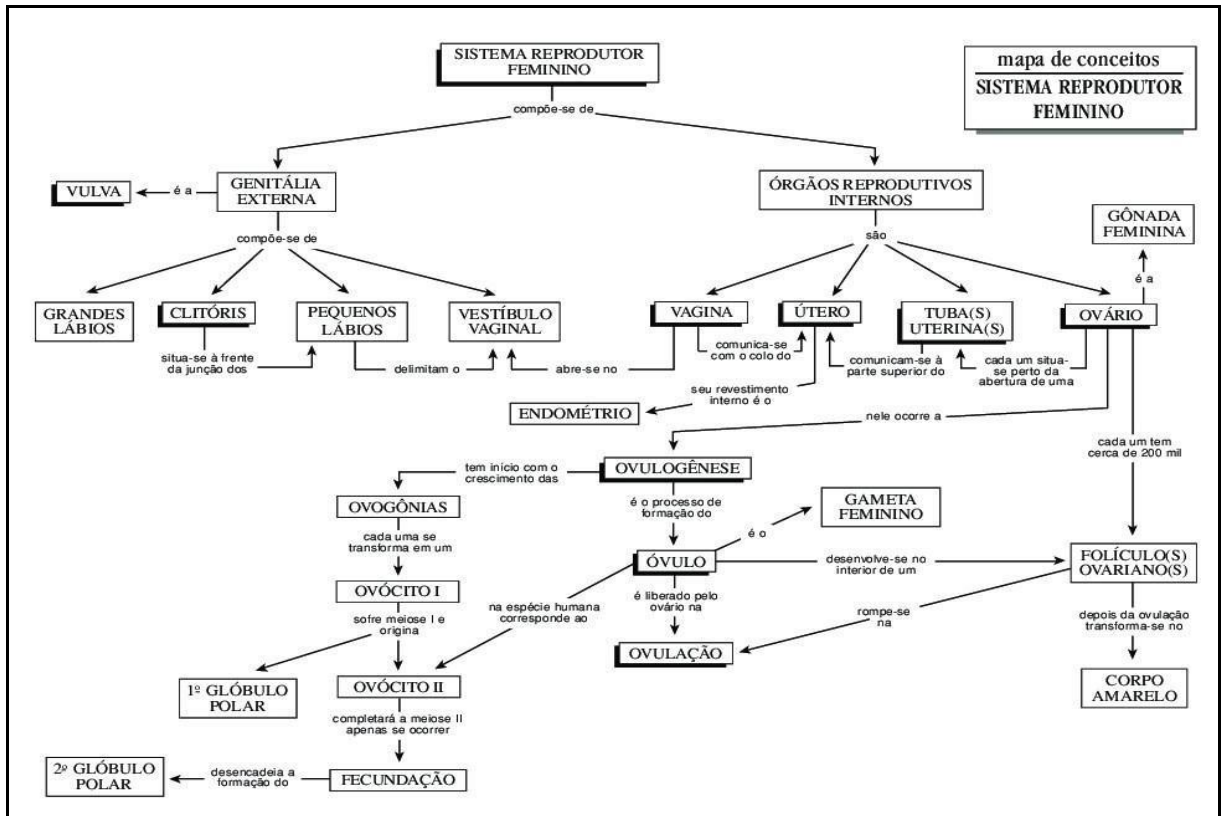 SISTEMA REPRODUTOR
FEMININO
mapa de conceitos
SISTEMA REPRODUTOR
FEMININO
compõe-se de
VULVA
é a
GENITÁLIA
EXTERNA
ÓRGÃOS REPRODUTIVOS
INTERNOS
GÔNADA
FEMININA
compõe-se de
são
é a
GRANDES
LÁBIOS
CLITÓRIS
PEQUENOS
LÁBIOS
VESTÍBULO
VAGINAL
VAGINA
ÚTERO
TUBA(S)
UTERINA(S)
OVÁRIO
situa-se à frente
da junção dos
delimitam o
abre-se no
comunica-se
com o colo do
comunicam-se à
parte superior do
cada um situa-
se perto da
abertura de uma
seu revestimento
interno é o
ENDOMÉTRIO
nele ocorre a
cada um tem
cerca de 200 mil
tem início com o
crescimento das
OVULOGÊNESE
OVOGÔNIAS
é o processo de
formação do
GAMETA
FEMININO
é o
cada uma se
transforma em um
ÓVULO
desenvolve-se no
interior de um
FOLÍCULO(S)
OVARIANO(S)
OVÓCITO I
na espécie humana
corresponde ao
é liberado pelo
ovário na
rompe-se
na
depois da ovulação
transforma-se no
sofre meiose I e
origina
OVULAÇÃO
1º GLÓBULO
POLAR
OVÓCITO II
CORPO
AMARELO
completará a meiose II
apenas se ocorrer
2º GLÓBULO
POLAR
desencadeia a
formação do
FECUNDAÇÃO